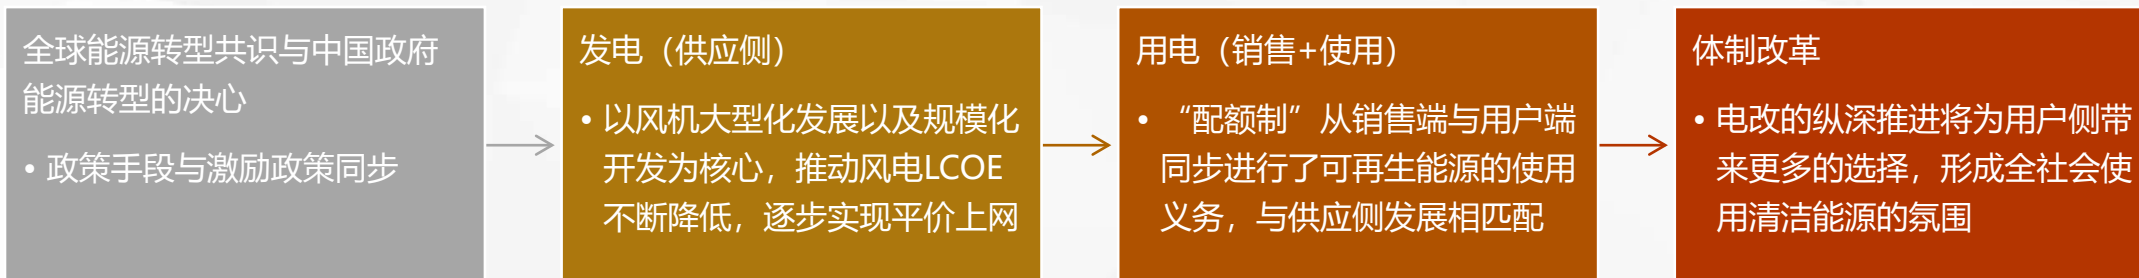 全球能源转型共识与中国政府
能源转型的决心
• 政策手段与激励政策同步
发电（供应侧）
• 以风机大型化发展以及规模化
开发为核心，推动风电LCOE
不断降低，逐步实现平价上网
用电（销售+使用）
• “配额制”从销售端与用户端
同步进行了可再生能源的使用
义务，与供应侧发展相匹配
体制改革
• 电改的纵深推进将为用户侧带
来更多的选择，形成全社会使
用清洁能源的氛围